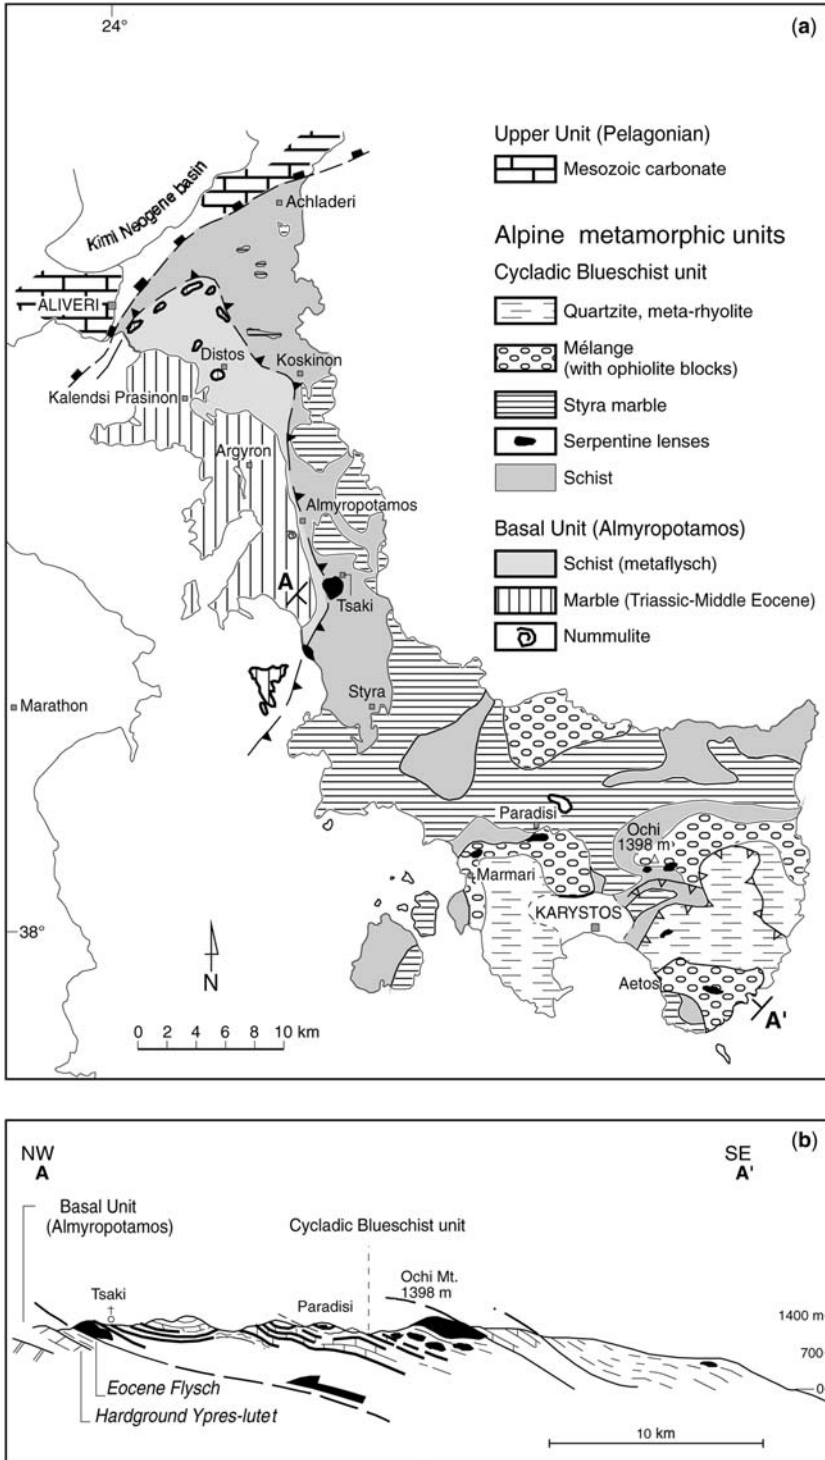 24°
(a)
Upper Unit (Pelagonian)
Mesozoic carbonate
Kimi Neogene basin
Achladeri
Alpine metamorphic units
Cycladic Blueschist unit
ALIVERI
Quartzite, meta-rhyolite
Distos
Koskinon
Mélange
(with ophiolite blocks)
Kalendsi Prasinon
Styra marble
Argyron
Serpentine lenses
Schist
Almyropotamos
Basal Unit (Almyropotamos)
Schist (metaflysch)
A
Tsaki
Marble (Triassic-Middle Eocene)
Nummulite
Marathon
Styra
Paradisi
Ochi
1398 m
Marmari
KARYSTOS
38°
N
Aetos
A'
0 2 4 6 8 10 km
(b)
NW
A
SE
A'
Basal Unit
(Almyropotamos)
Cycladic Blueschist unit
Tsaki
Paradisi
Ochi Mt.
1398 m
1400 m
700
0
Eocene Flysch
Hardground Ypres-lutet
10 km